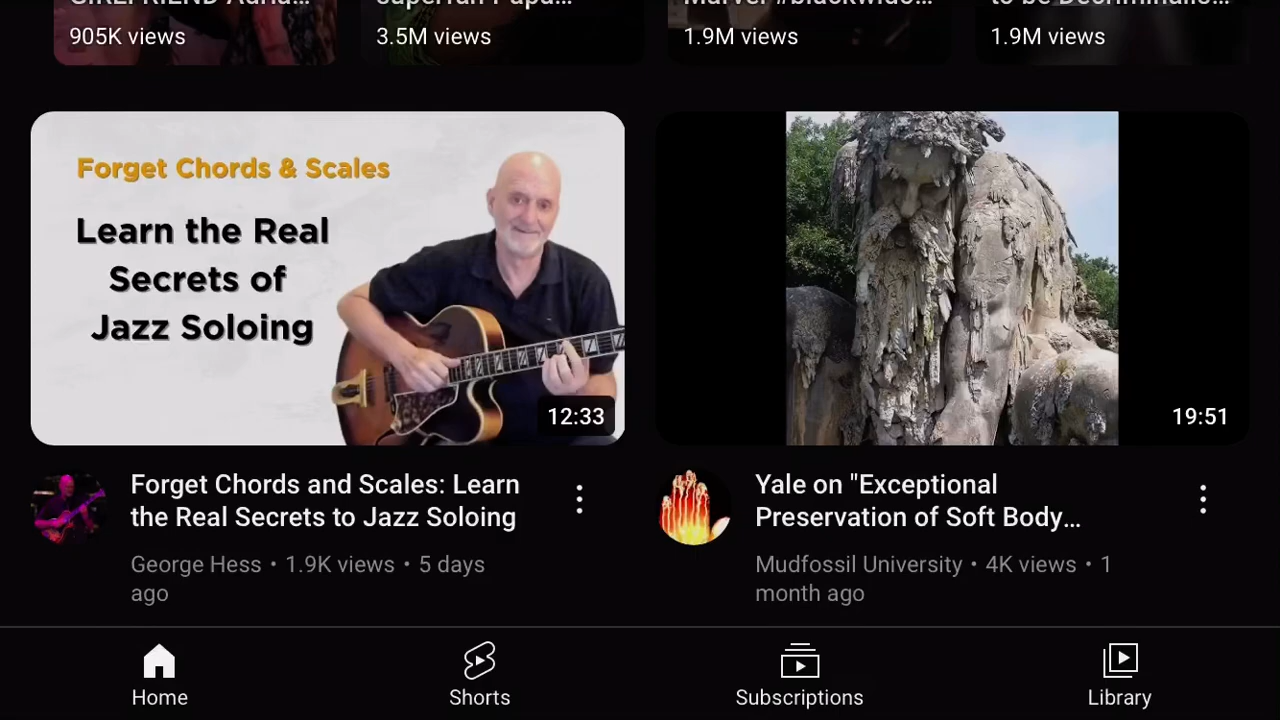 905K views
3.5M views
1.9M views
1.9M views
Forget Chords & Scales
Learn the Real
Secrets of
Jazz Soloing
12:33
19:51
Forget Chords and Scales: Learn
the Real Secrets to Jazz Soloing
George Hess • 1.9K views • 5 days
ago
Yale on "Exceptional
Preservation of Soft Body...
Mudfossil University • 4K views • 1
month ago
Home
Shorts
Subscriptions
Library